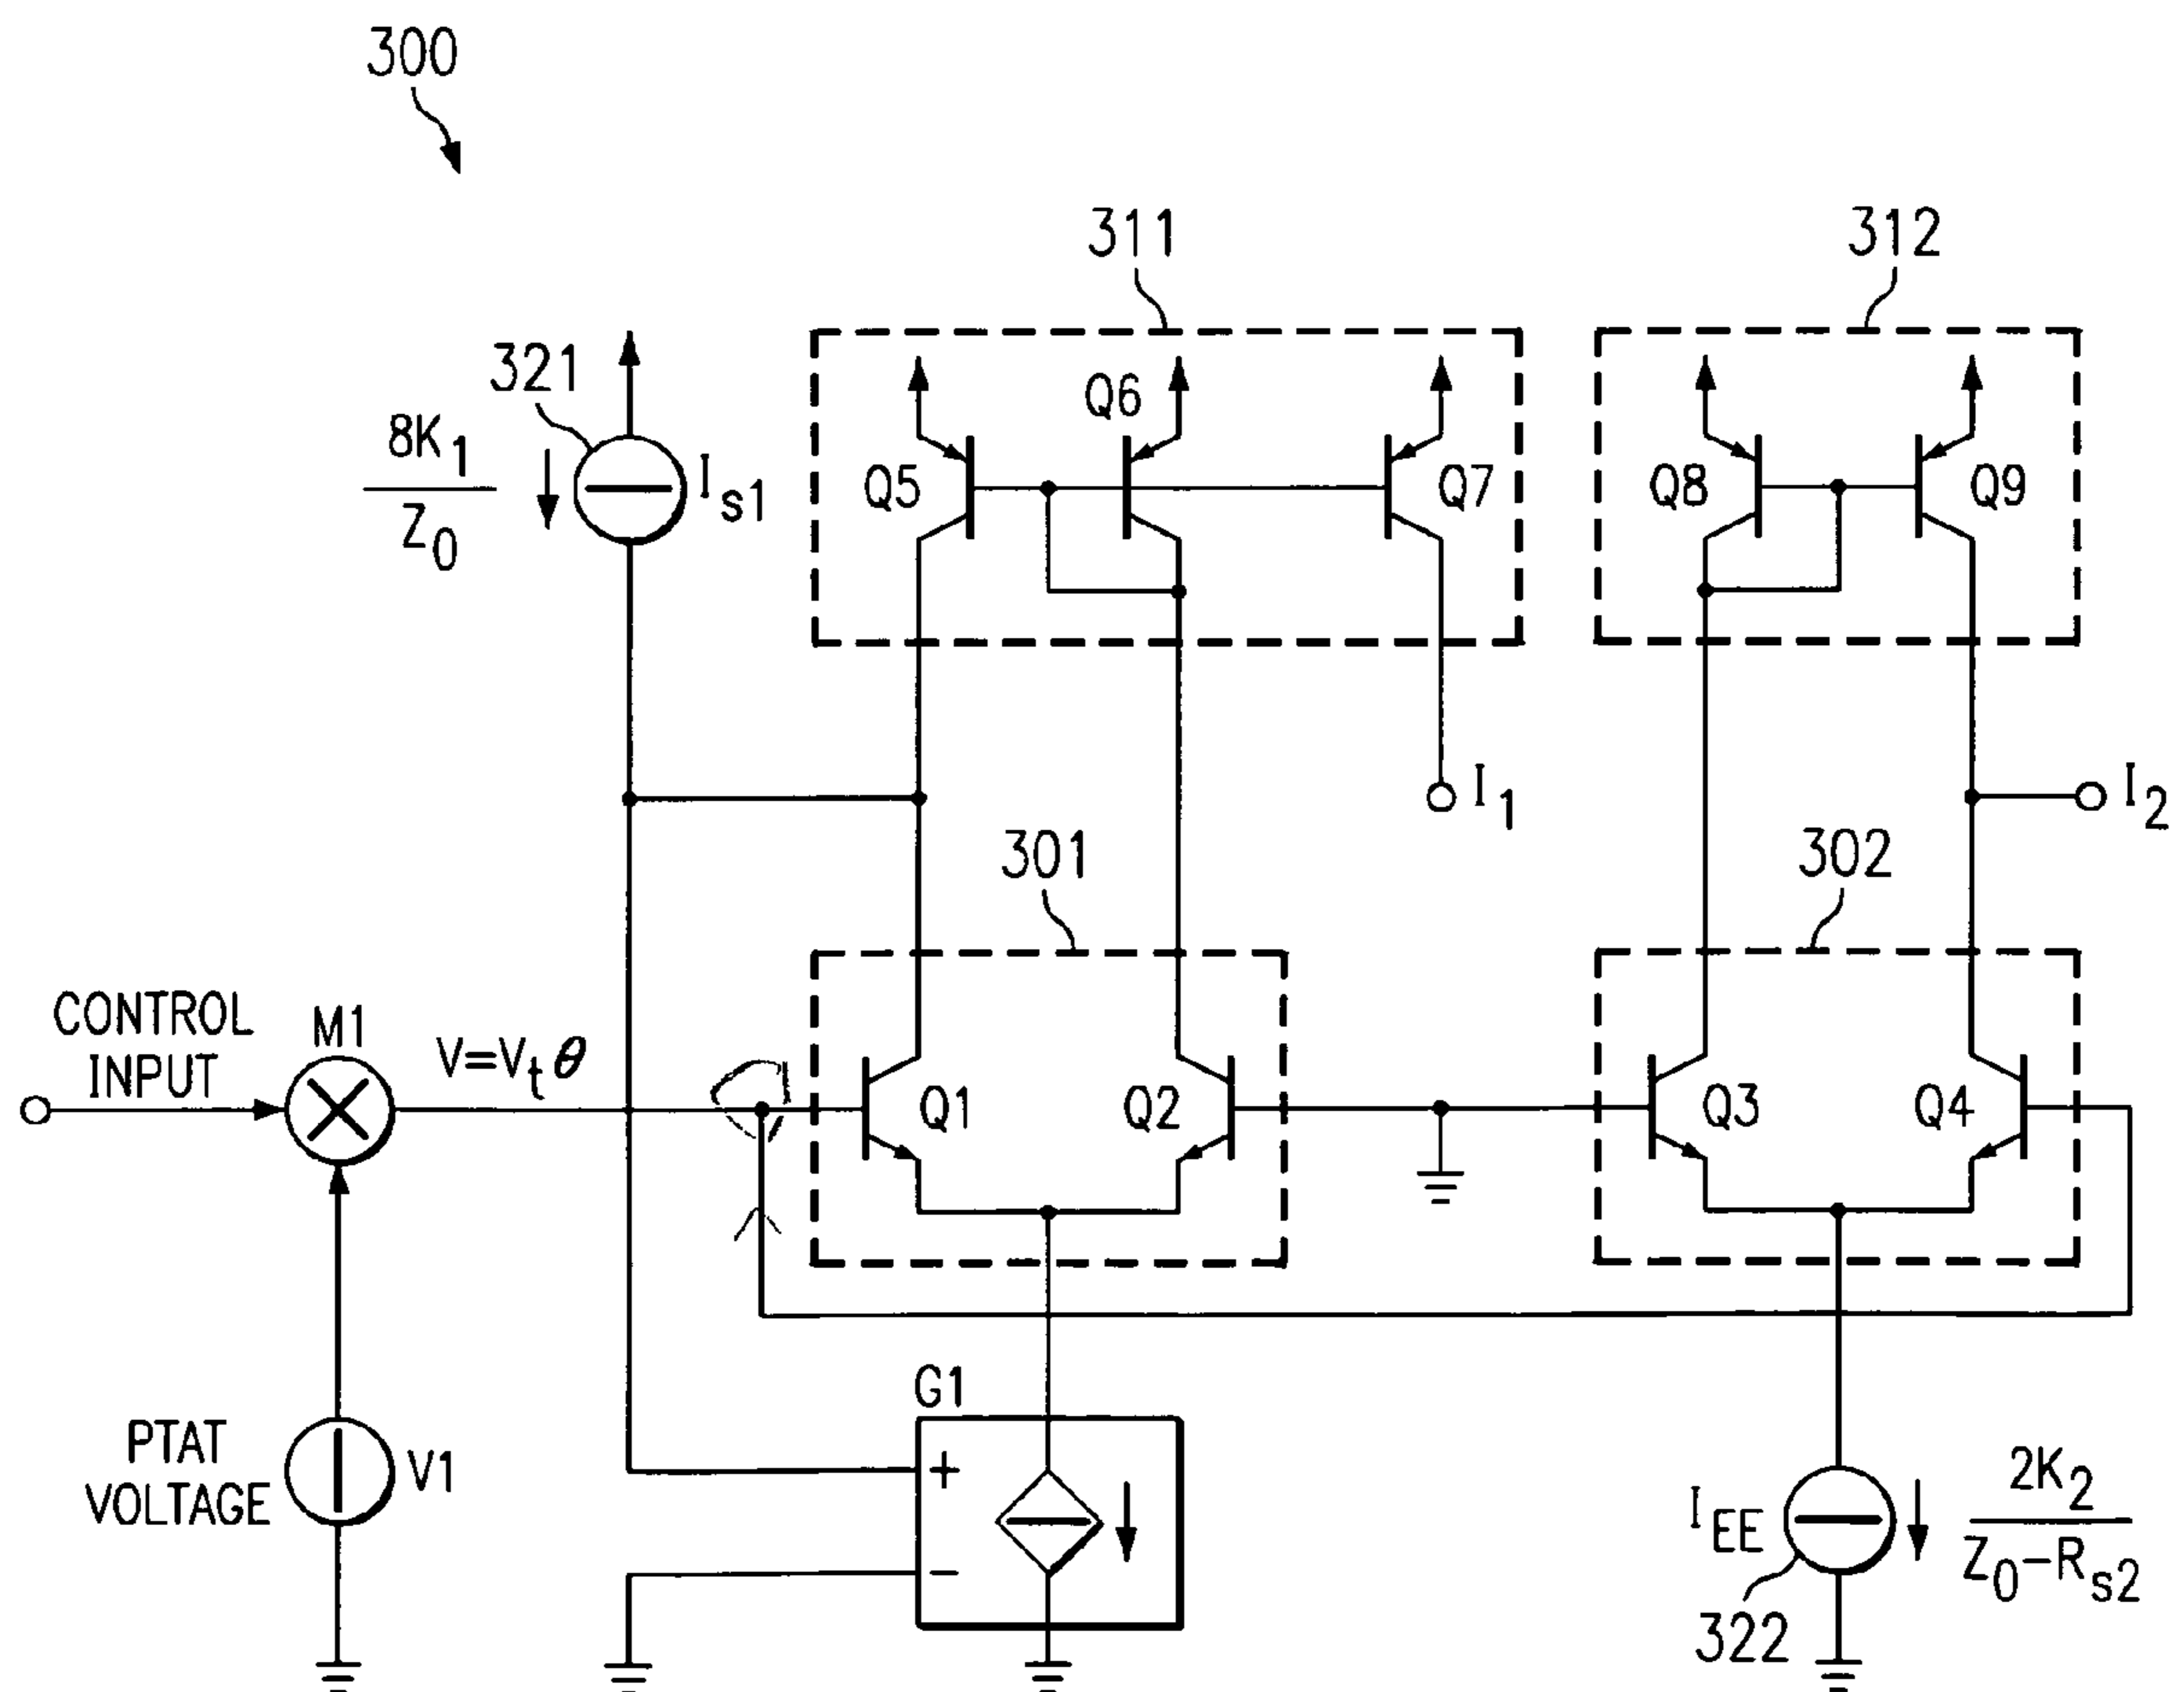 300
311
312
321
8K1
Z0
Is1
Q5
Q6
Q7
Q8
Q9
I1
I2
301
302
CONTROL
INPUT
M1
V=Vtθ
Q1
Q2
Q3
Q4
G1
+
−
PTAT
VOLTAGE
V1
IEE
2K2
Z0−Rs2
322